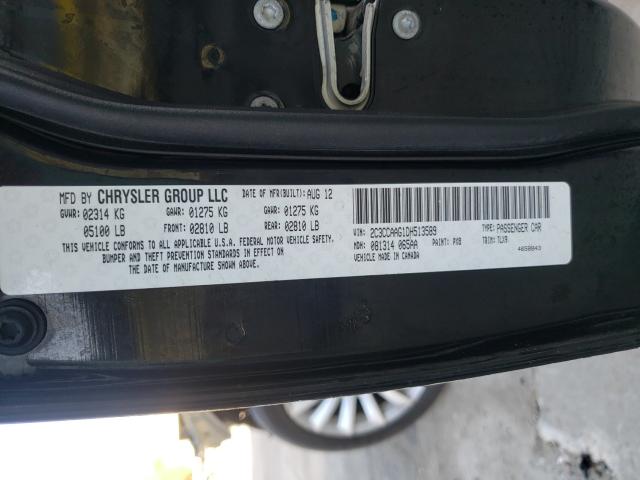 MFD BY CHRYSLER GROUP LLC DATE OF MFR(BUILT): AUG 12
GVWR: 02314 KG GAWR: 01275 KG GAWR: 01275 KG
05100 LB FRONT: 02810 LB REAR: 02810 LB
THIS VEHICLE CONFORMS TO ALL APPLICABLE U.S.A. FEDERAL MOTOR VEHICLE SAFETY,
BUMPER AND THEFT PREVENTION STANDARDS IN EFFECT ON
THE DATE OF MANUFACTURE SHOWN ABOVE.
VIN: 2C3CCAAG1DH513589 TYPE: PASSENGER CAR
MDH: 081314 065AA PAINT: PX8 TRIM: TLX9
VEHICLE MADE IN CANADA